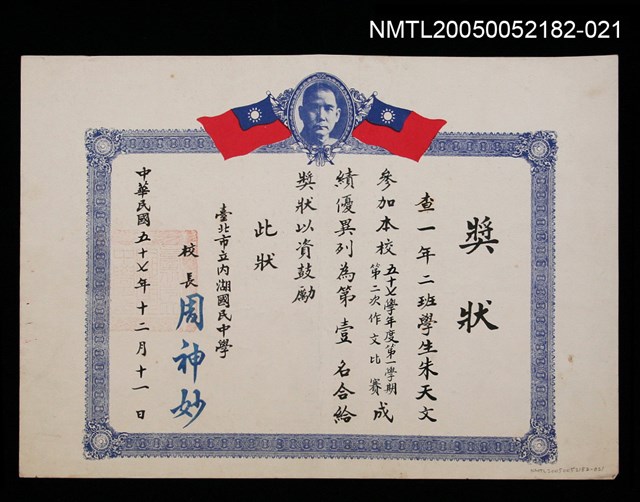 NMTL20050052182-021
獎狀
查一年二班學生朱天文
參加本校五十七學年度第一學期第二次作文比賽成
績優異列為第壹名合給
獎狀以資鼓勵
此狀
臺北市立內湖國民中學
校長周神妙
中華民國五十七年十二月十一日
NMTL20050052182-021